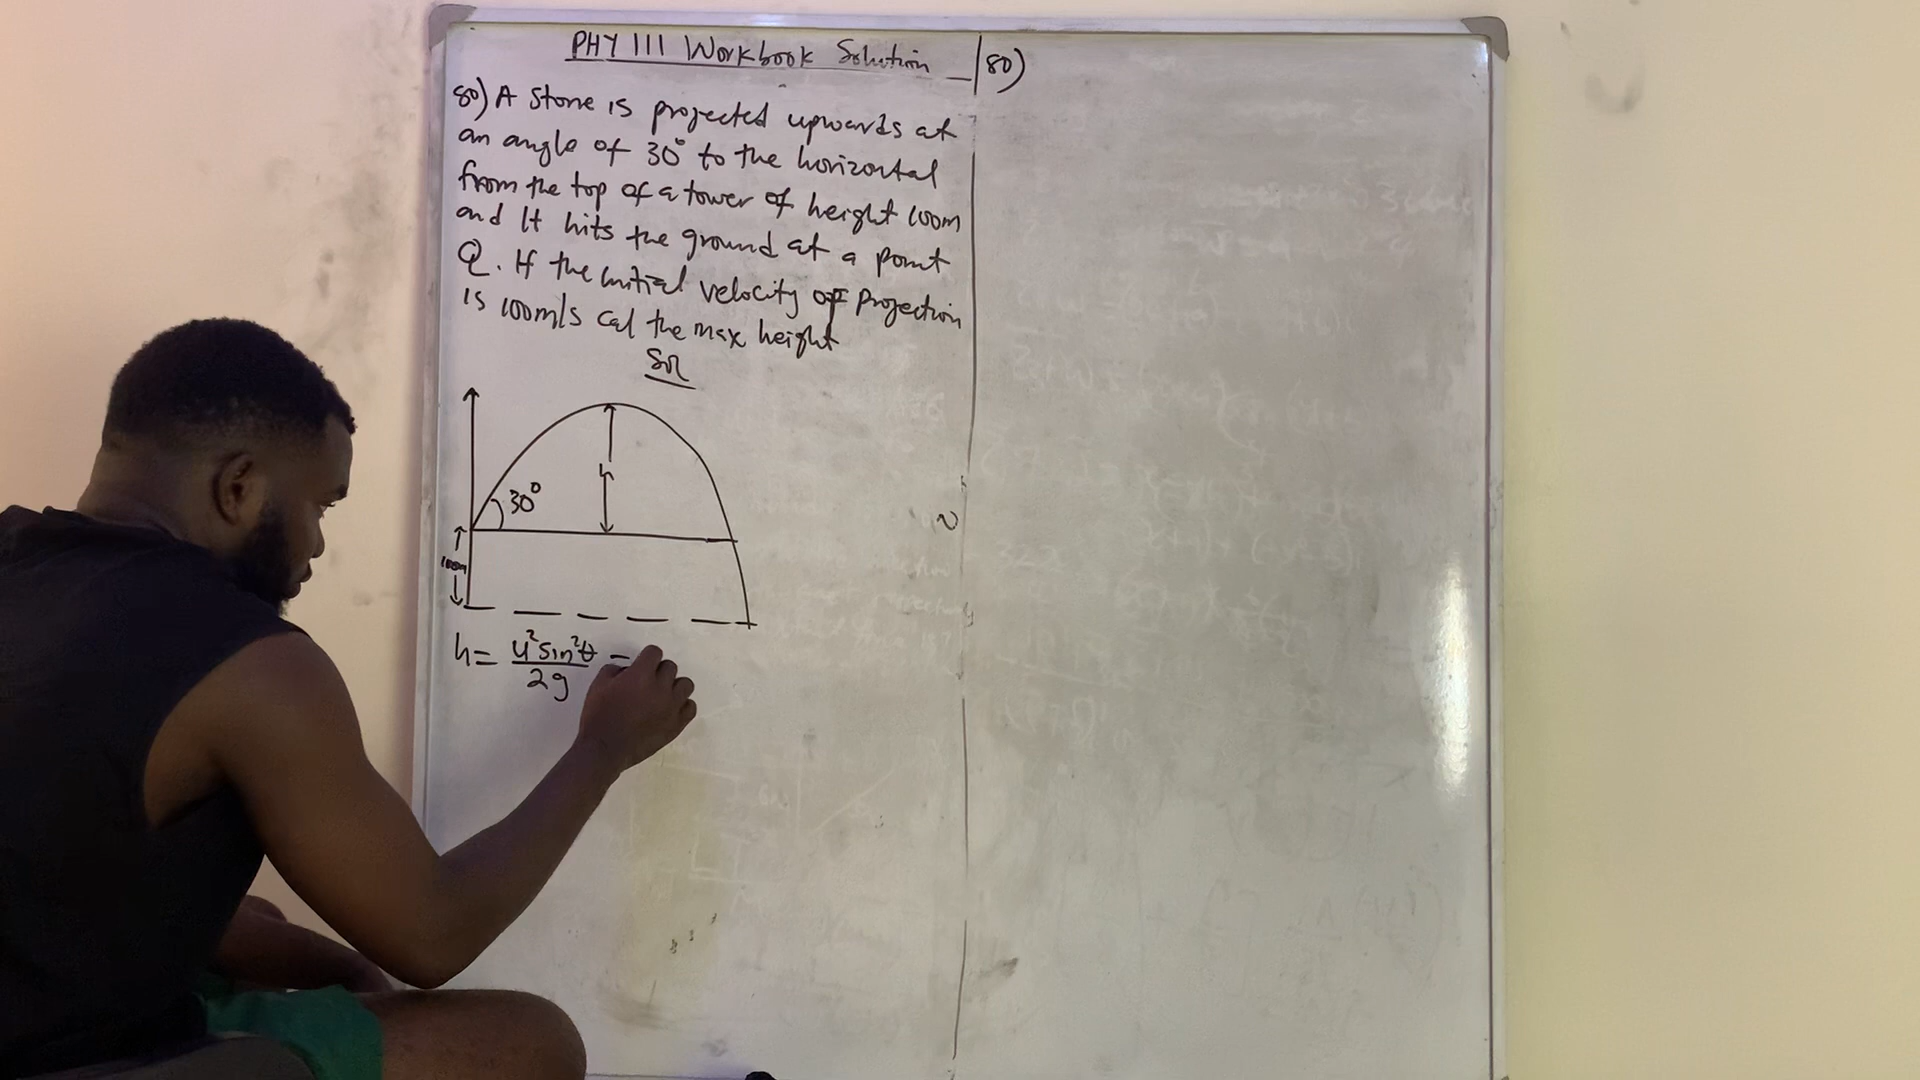 PHY 111 Workbook Solution
80)
80) A stone is projected upwards at
an angle of 30° to the horizontal
from the top of a tower of height 100m
and It hits the ground at a point
Q. If the initial velocity of projection
is 100m/s cal the max height
Sol
h
30°
100m
h = u²sin²θ =
2g